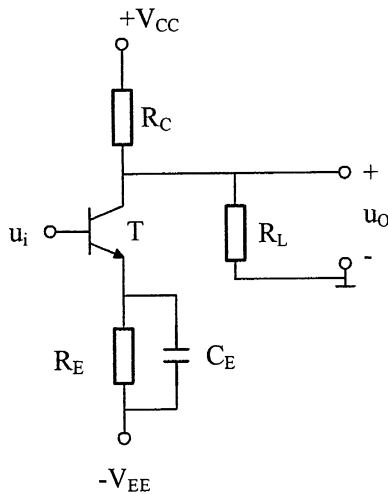 +V_CC
R_C
+
u_i
T
R_L
u_O
-
R_E
C_E
-V_EE